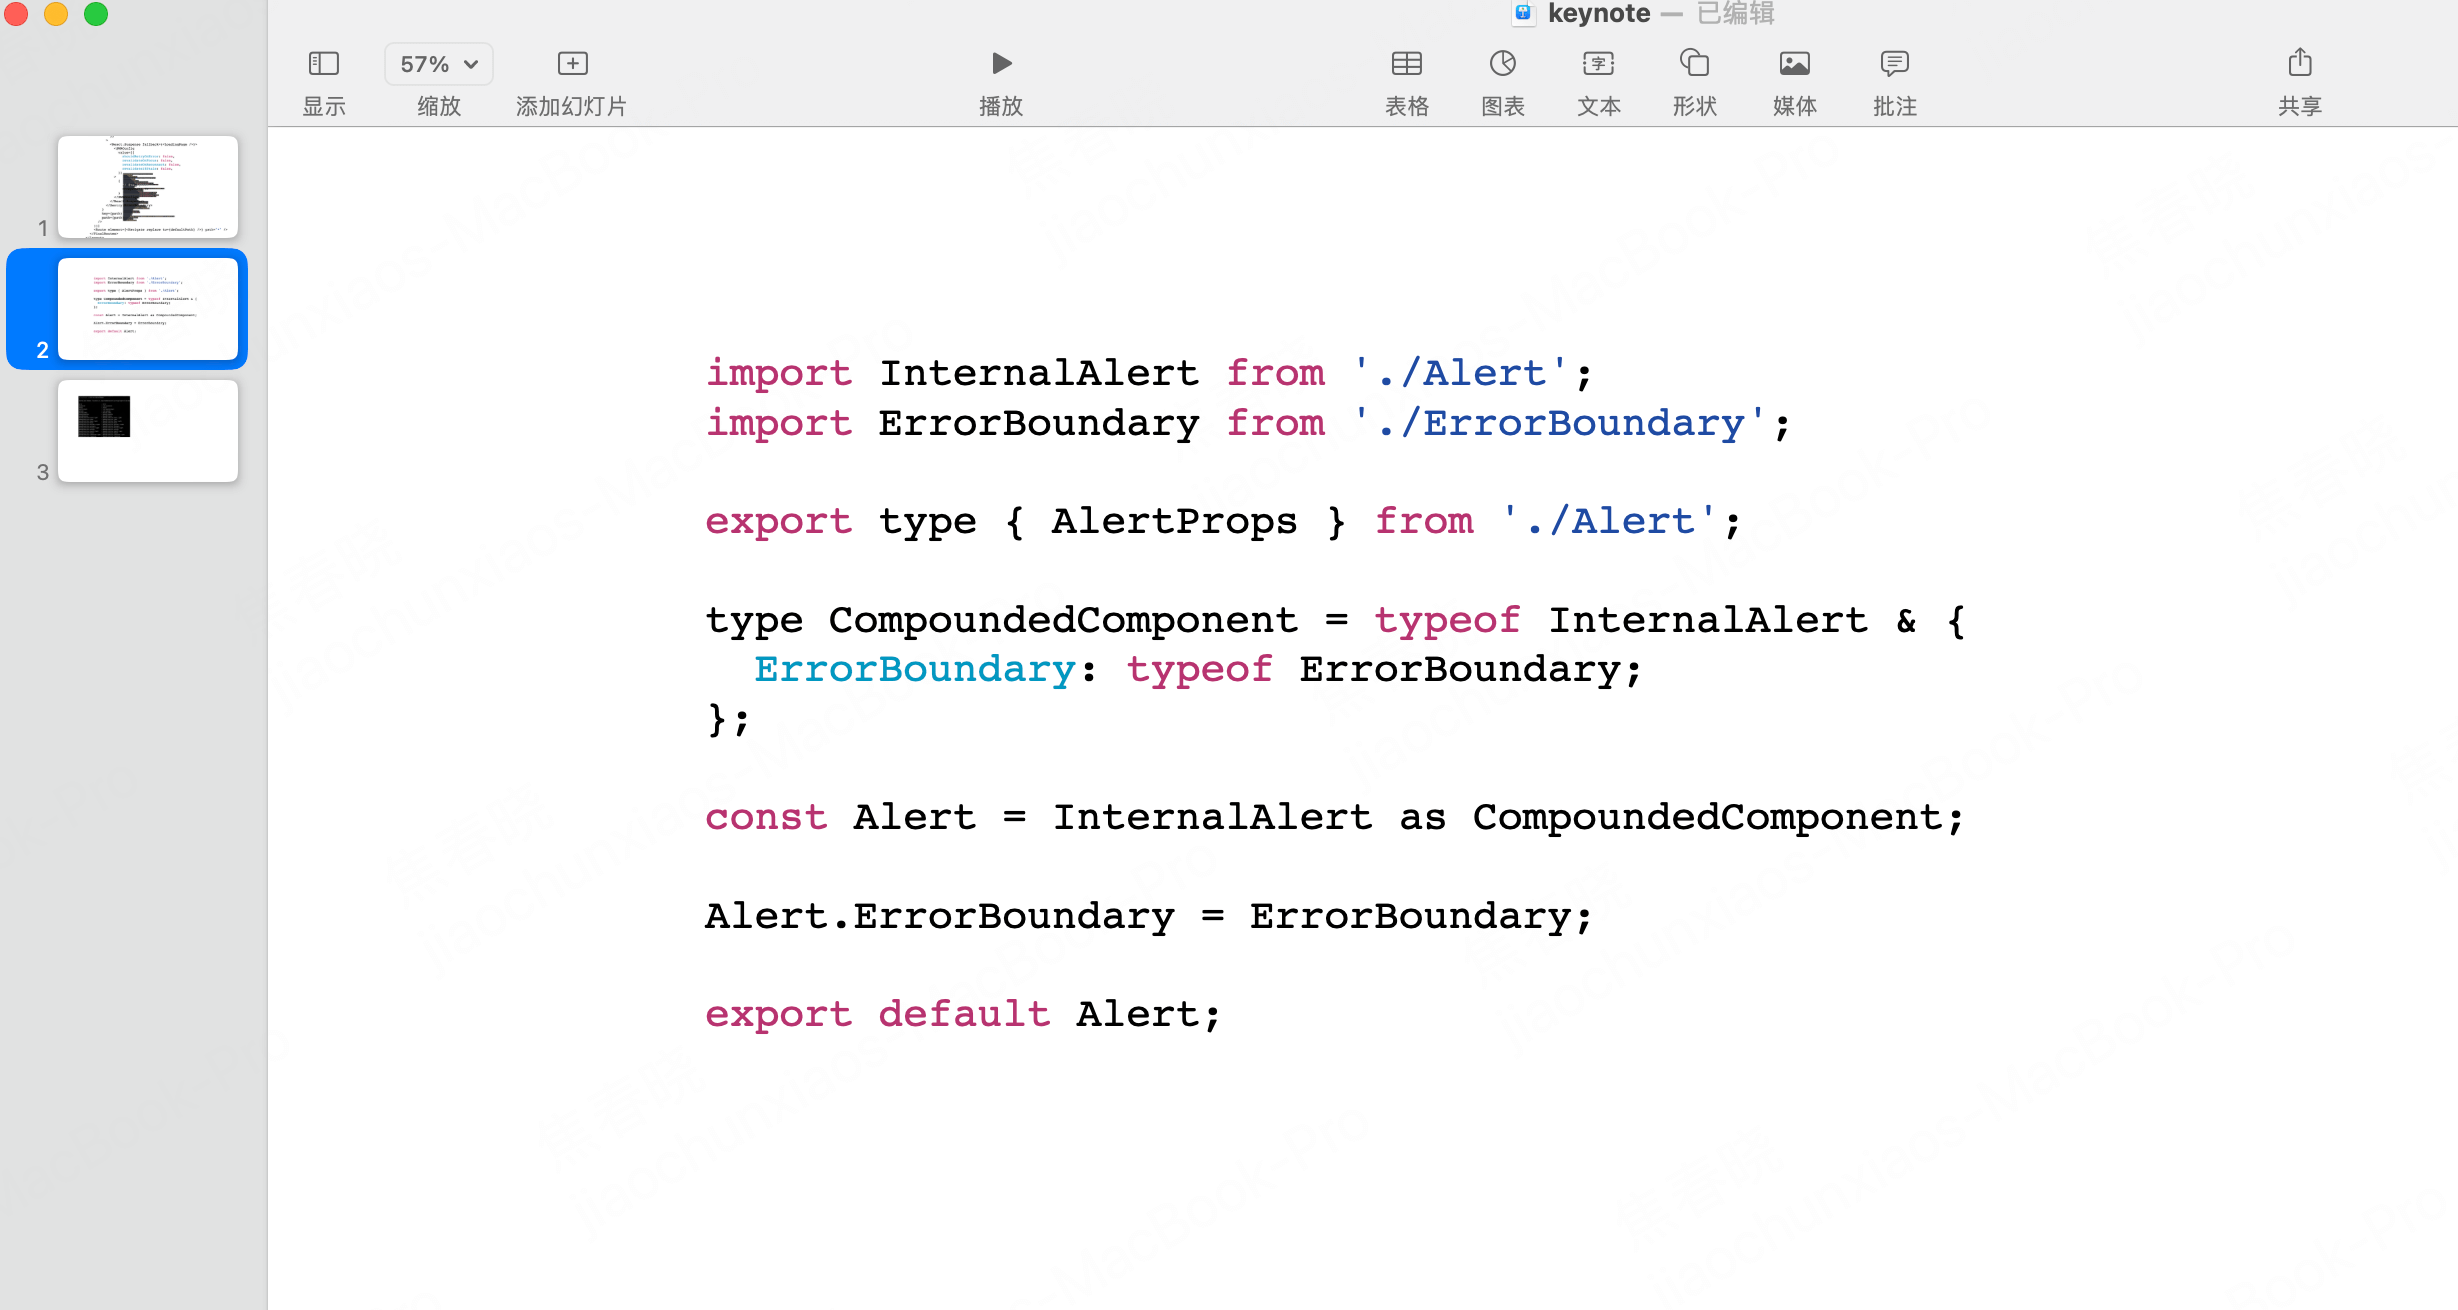 keynote — 已编辑
57%
显示 缩放 添加幻灯片 播放 表格 图表 文本 形状 媒体 批注 共享
1
2
3
import InternalAlert from './Alert';
import ErrorBoundary from './ErrorBoundary';
export type { AlertProps } from './Alert';
type CompoundedComponent = typeof InternalAlert & {
  ErrorBoundary: typeof ErrorBoundary;
};
const Alert = InternalAlert as CompoundedComponent;
Alert.ErrorBoundary = ErrorBoundary;
export default Alert;